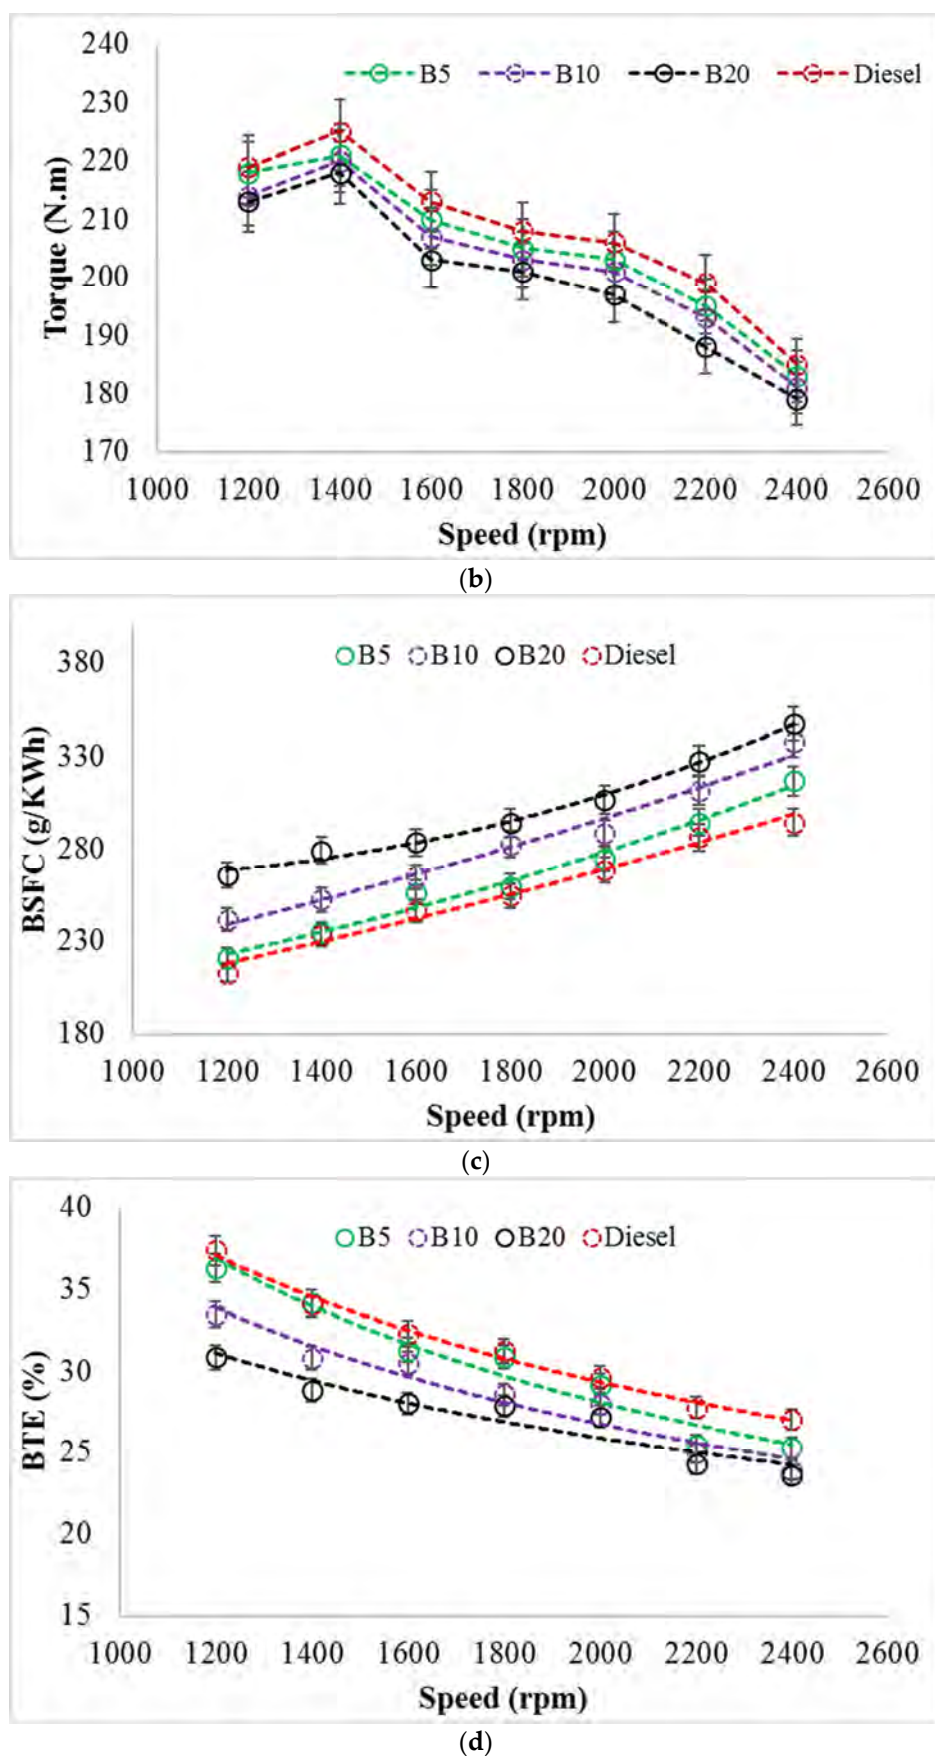 240
B5 B10 B20 Diesel
230
220
210
200
190
180
170
Torque (N.m)
1000 1200 1400 1600 1800 2000 2200 2400 2600
Speed (rpm)
(b)
B5 B10 B20 Diesel
380
330
280
230
180
BSFC (g/KWh)
1000 1200 1400 1600 1800 2000 2200 2400 2600
Speed (rpm)
(c)
40
B5 B10 B20 Diesel
35
30
25
20
15
BTE (%)
1000 1200 1400 1600 1800 2000 2200 2400 2600
Speed (rpm)
(d)